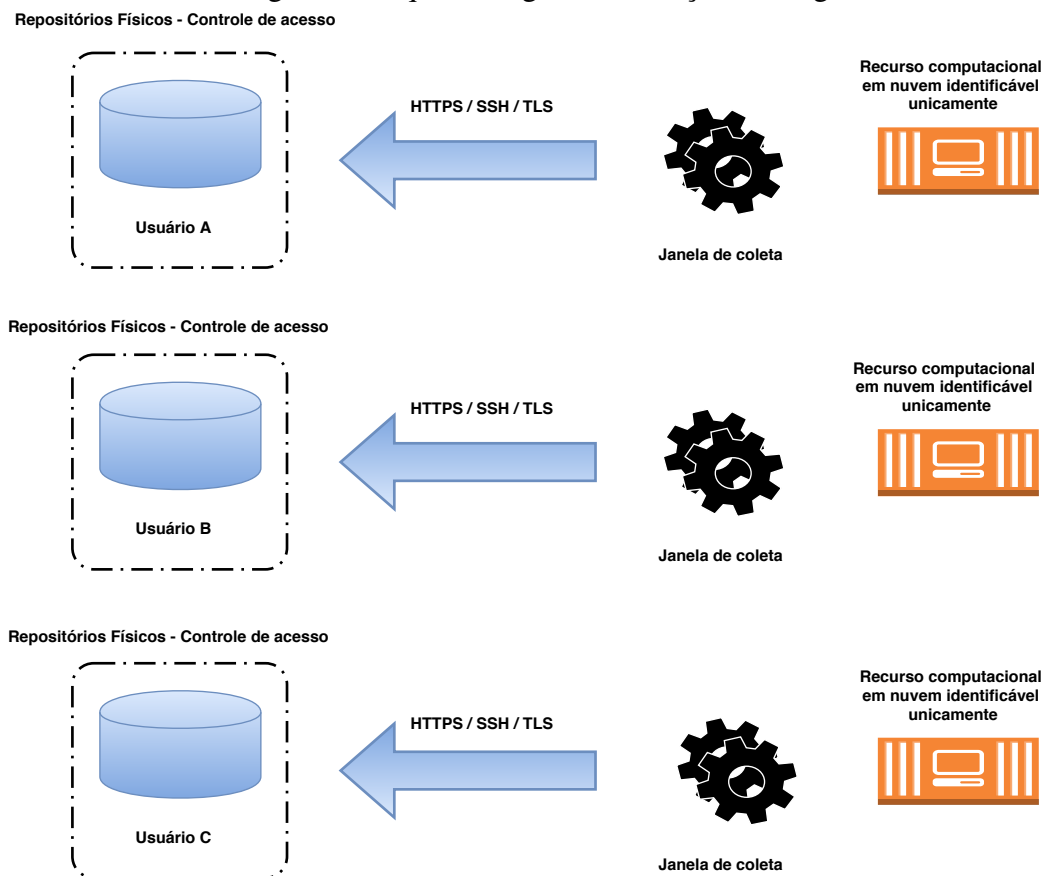 Repositórios Físicos - Controle de acesso
HTTPS / SSH / TLS
Recurso computacional
em nuvem identificável
unicamente
Usuário A
Janela de coleta
Repositórios Físicos - Controle de acesso
HTTPS / SSH / TLS
Recurso computacional
em nuvem identificável
unicamente
Usuário B
Janela de coleta
Repositórios Físicos - Controle de acesso
HTTPS / SSH / TLS
Recurso computacional
em nuvem identificável
unicamente
Usuário C
Janela de coleta